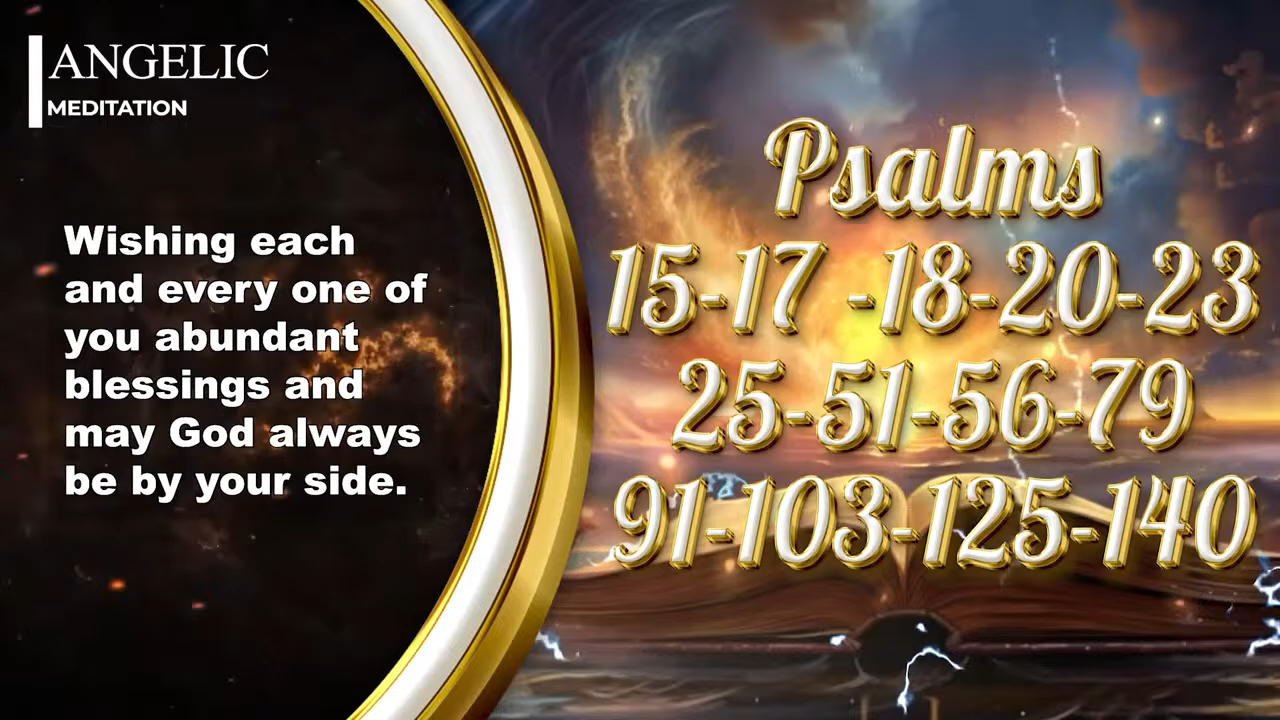 ANGELIC
MEDITATION
Wishing each
and every one of
you abundant
blessings and
may God always
be by your side.
Psalms
15-17 -18-20-23
25-51-56-79
91-103-125-140